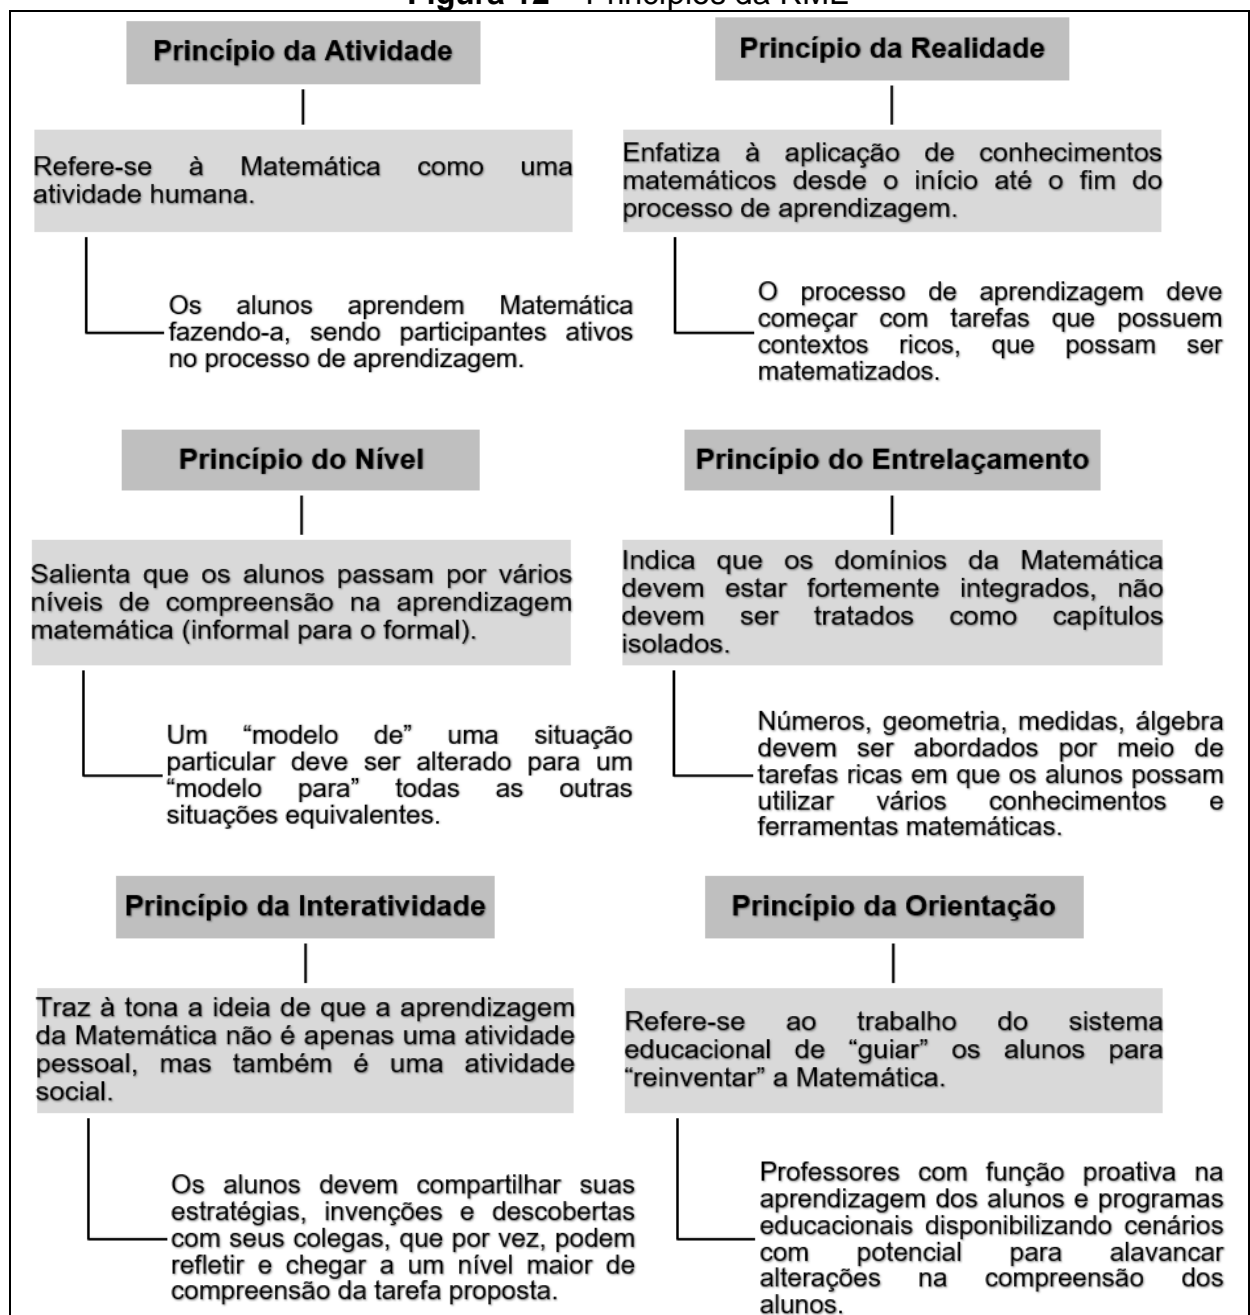 Figura 12 – Princípios da RME
Princípio da Atividade
Refere-se à Matemática como uma
atividade humana.
Os alunos aprendem Matemática
fazendo-a, sendo participantes ativos
no processo de aprendizagem.
Princípio da Realidade
Enfatiza à aplicação de conhecimentos
matemáticos desde o início até o fim do
processo de aprendizagem.
O processo de aprendizagem deve
começar com tarefas que possuem
contextos ricos, que possam ser
matematizados.
Princípio do Nível
Salienta que os alunos passam por vários
níveis de compreensão na aprendizagem
matemática (informal para o formal).
Um “modelo de” uma situação
particular deve ser alterado para um
“modelo para” todas as outras
situações equivalentes.
Princípio do Entrelaçamento
Indica que os domínios da Matemática
devem estar fortemente integrados, não
devem ser tratados como capítulos
isolados.
Números, geometria, medidas, álgebra
devem ser abordados por meio de
tarefas ricas em que os alunos possam
utilizar vários conhecimentos e
ferramentas matemáticas.
Princípio da Interatividade
Traz à tona a ideia de que a aprendizagem
da Matemática não é apenas uma atividade
pessoal, mas também é uma atividade
social.
Os alunos devem compartilhar suas
estratégias, invenções e descobertas
com seus colegas, que por vez, podem
refletir e chegar a um nível maior de
compreensão da tarefa proposta.
Princípio da Orientação
Refere-se ao trabalho do sistema
educacional de “guiar” os alunos para
“reinventar” a Matemática.
Professores com função proativa na
aprendizagem dos alunos e programas
educacionais disponibilizando cenários
com potencial para alavancar
alterações na compreensão dos
alunos.